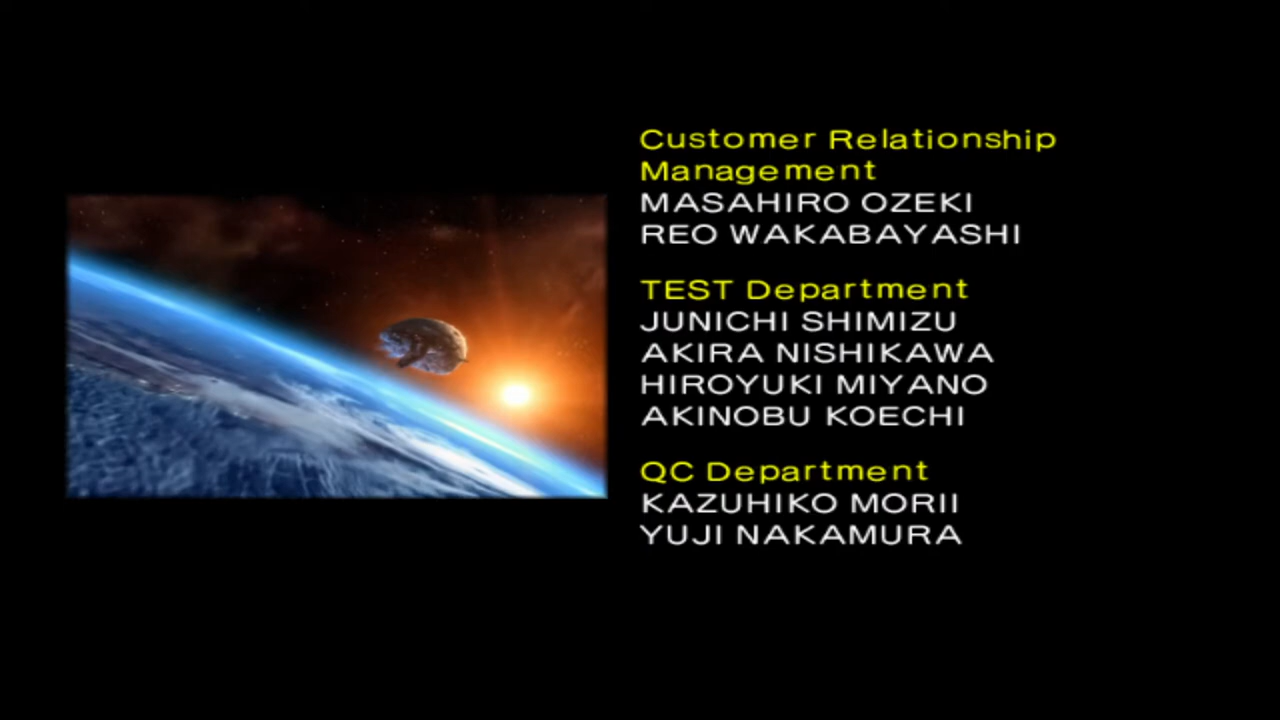 Customer Relationship
Management
MASAHIRO OZEKI
REO WAKABAYASHI
TEST Department
JUNICHI SHIMIZU
AKIRA NISHIKAWA
HIROYUKI MIYANO
AKINOBU KOECHI
QC Department
KAZUHIKO MORII
YUJI NAKAMURA